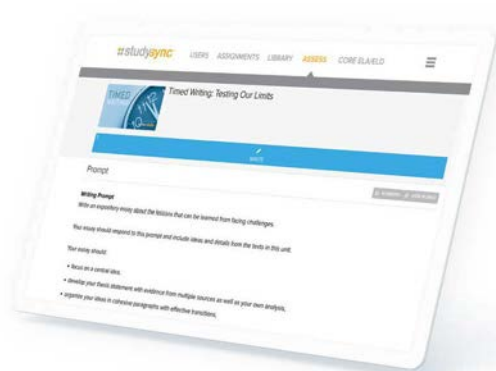 studysync
USERS ASSIGNMENTS LIBRARY ASSESS CORE ELA/ELD
TIMED
Timed Writing: Testing Our Limits
WRITE
Prompt
Writing Prompt
Write an expository essay about the lessons that can be learned from facing challenges.
Your essay should respond to this prompt and include ideas and details from the texts in this unit.
Your essay should:
• focus on a central idea,
• develop your thesis statement with evidence from multiple sources as well as your own analysis,
• organize your ideas in cohesive paragraphs with effective transitions,